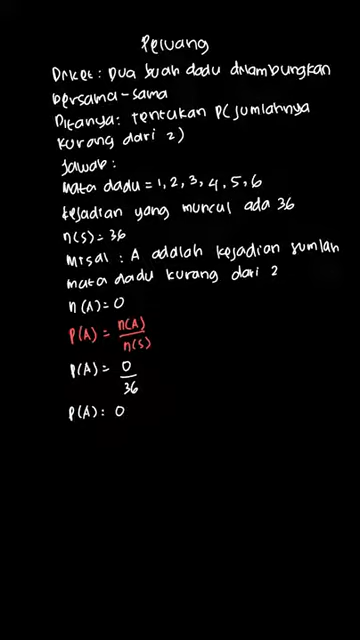 Peluang
Diket: Dua buah dadu dilambungkan
bersama-sama
Ditanya: tentukan P(jumlahnya
kurang dari 2)
Jawab:
mata dadu = 1, 2, 3, 4, 5, 6
kejadian yang muncul ada 36
n(s) = 36
Misal: A adalah kejadian jumlah
mata dadu kurang dari 2
n(A) = 0
P(A) = n(A)/n(s)
P(A) = 0/36
P(A): 0